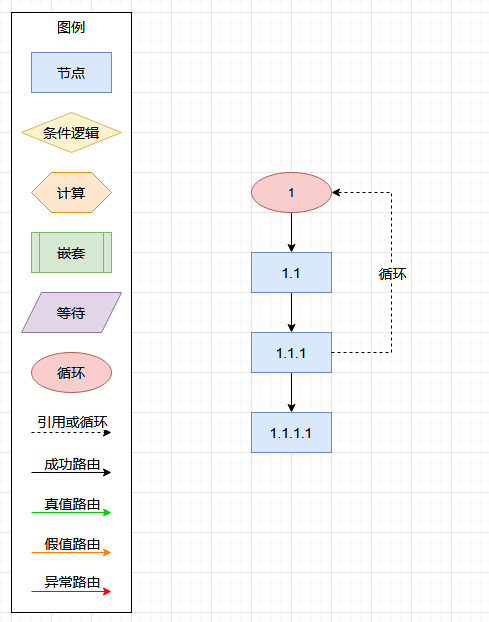 图例
节点
条件逻辑
计算
嵌套
等待
循环
引用或循环
成功路由
真值路由
假值路由
异常路由
1
1.1
循环
1.1.1
1.1.1.1